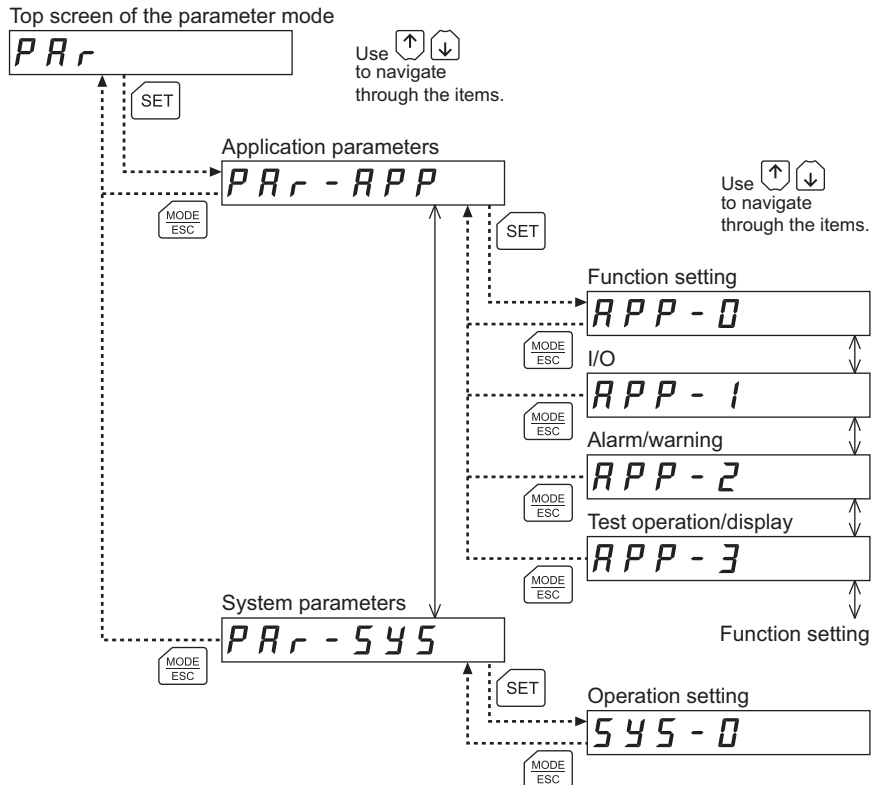 Top screen of the parameter mode
PAr
Use ↑ ↓
to navigate
through the items.
SET
Application parameters
PAr-APP
MODE
ESC
SET
Use ↑ ↓
to navigate
through the items.
Function setting
APP-0
MODE
ESC
I/O
APP-1
MODE
ESC
Alarm/warning
APP-2
MODE
ESC
Test operation/display
APP-3
MODE
ESC
Function setting
System parameters
PAr-SYS
MODE
ESC
SET
Operation setting
SYS-0
MODE
ESC